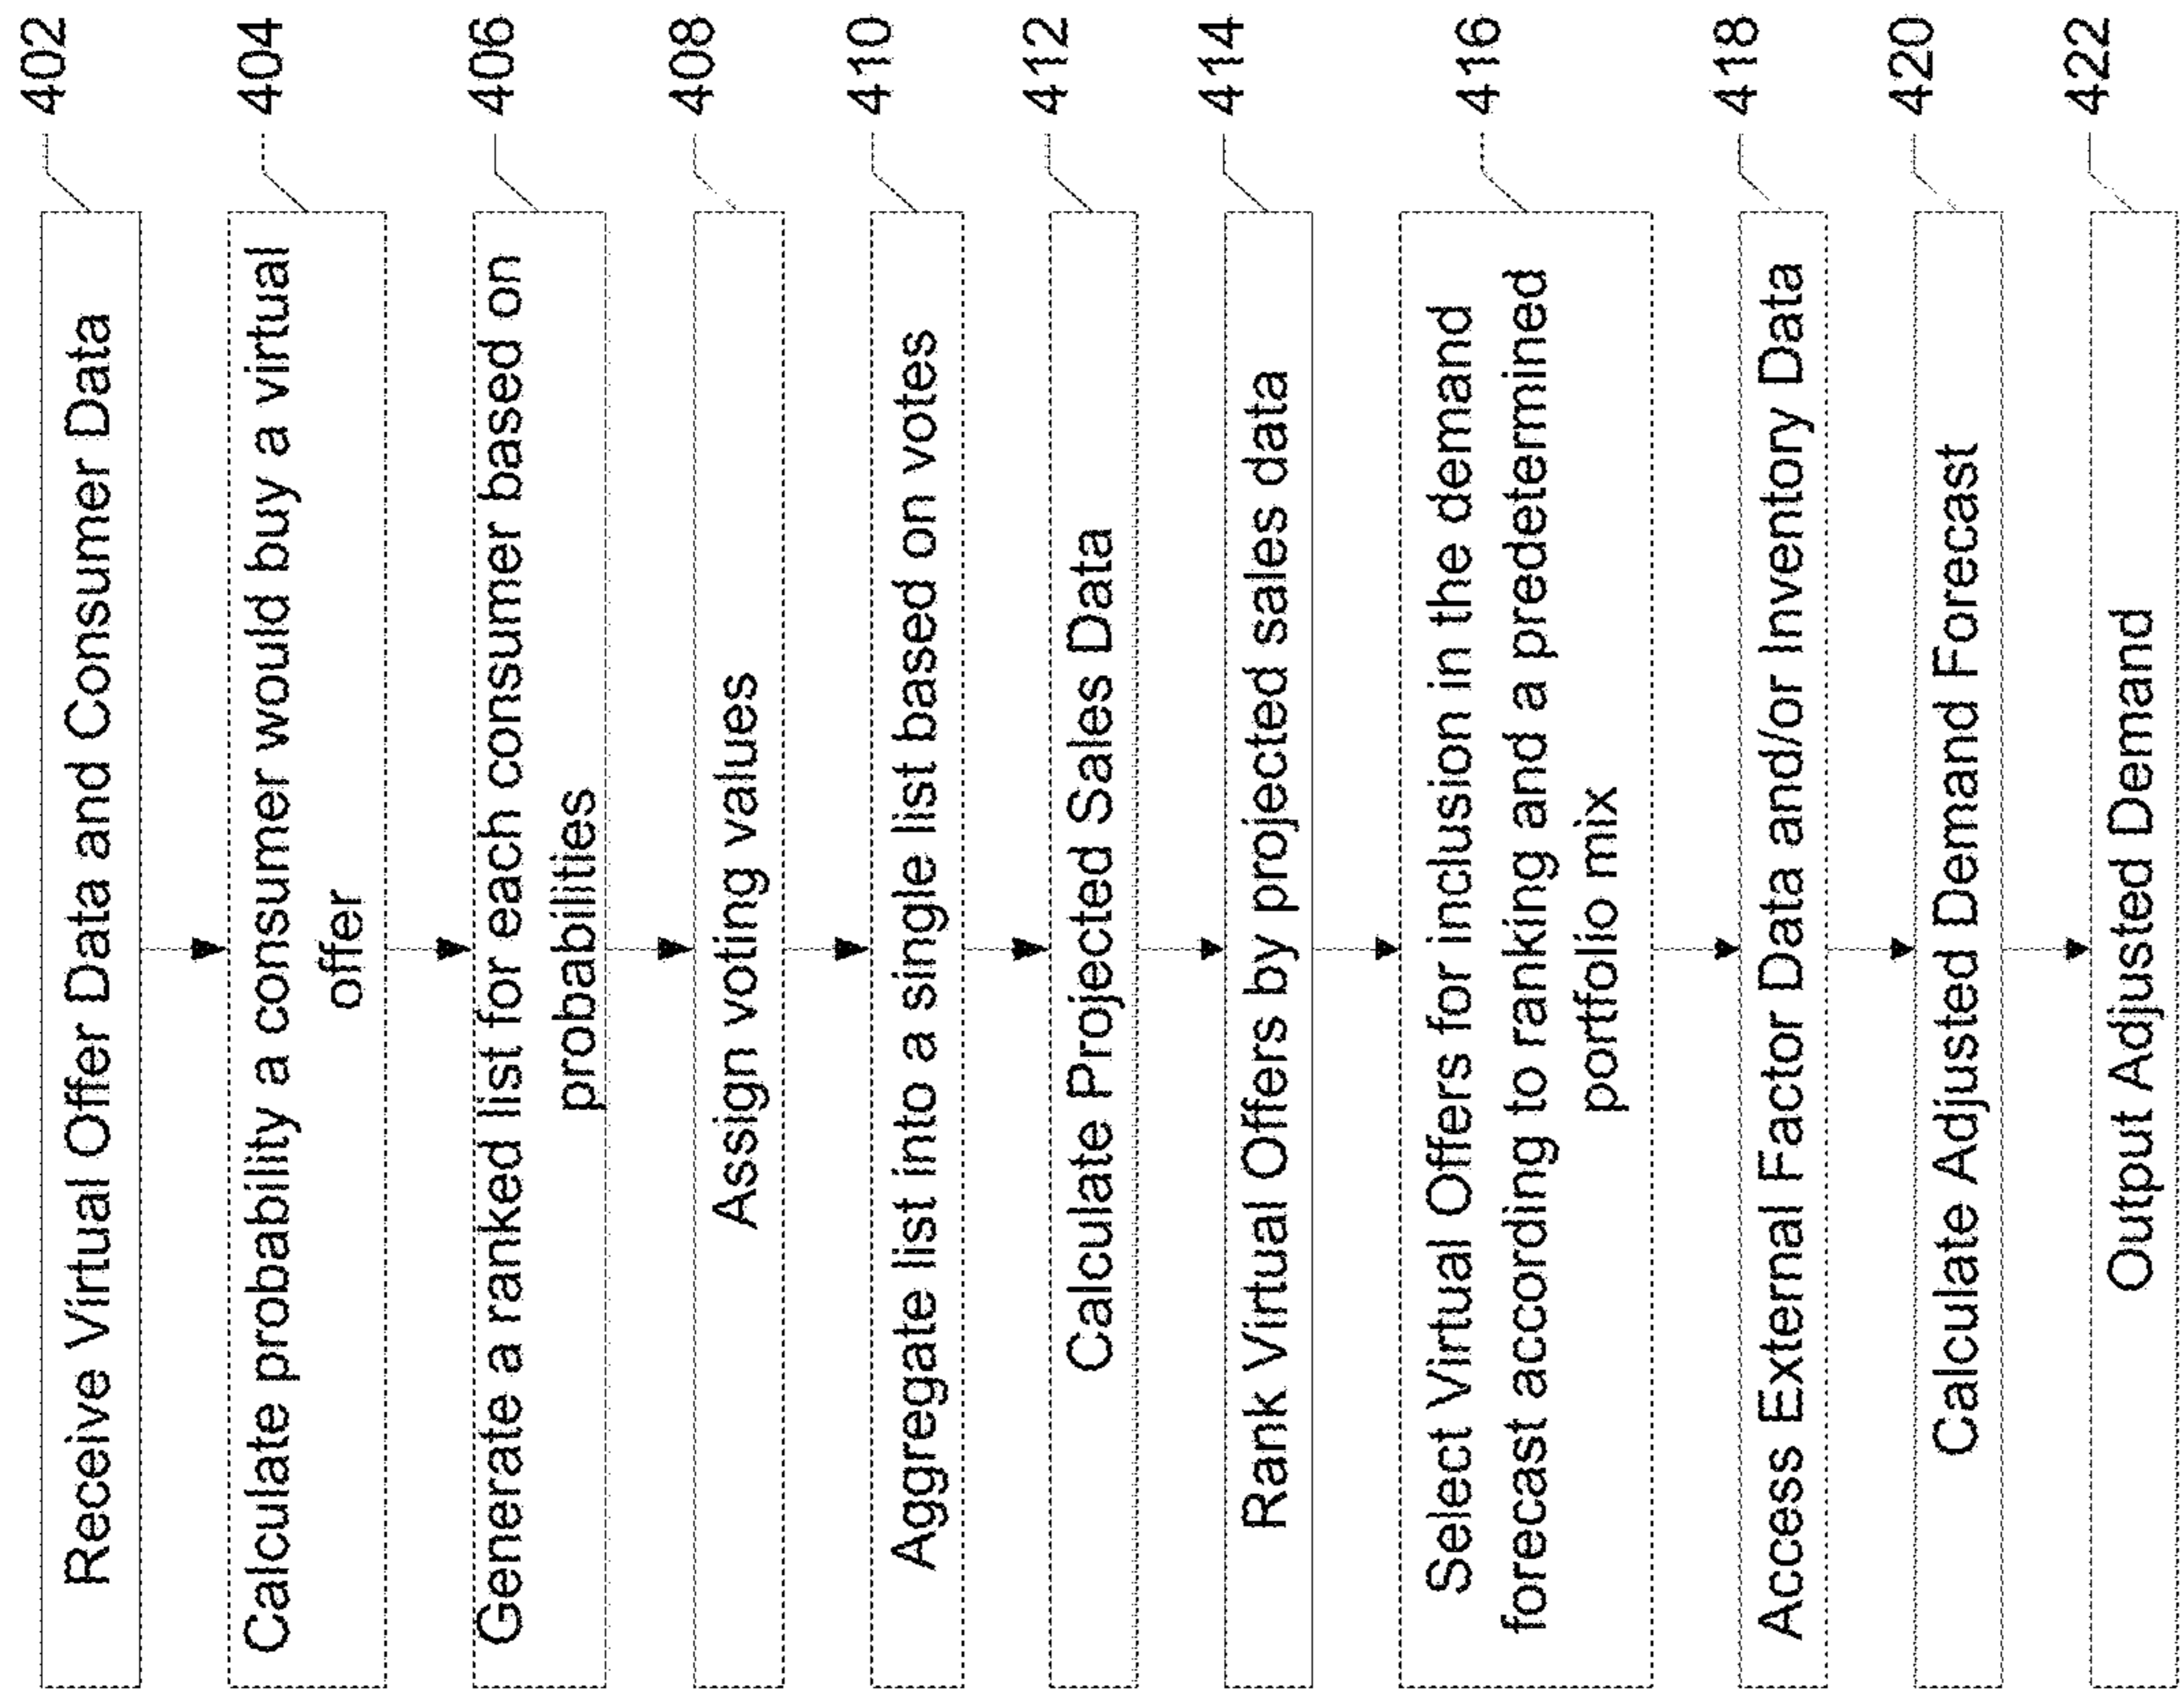 Receive Virtual Offer Data and Consumer Data
402
Calculate probability a consumer would buy a virtual
offer
404
Generate a ranked list for each consumer based on
probabilities
406
Assign voting values
408
Aggregate list into a single list based on votes
410
Calculate Projected Sales Data
412
Rank Virtual Offers by projected sales data
414
Select Virtual Offers for inclusion in the demand
forecast according to ranking and a predetermined
portfolio mix
416
Access External Factor Data and/or Inventory Data
418
Calculate Adjusted Demand Forecast
420
Output Adjusted Demand
422